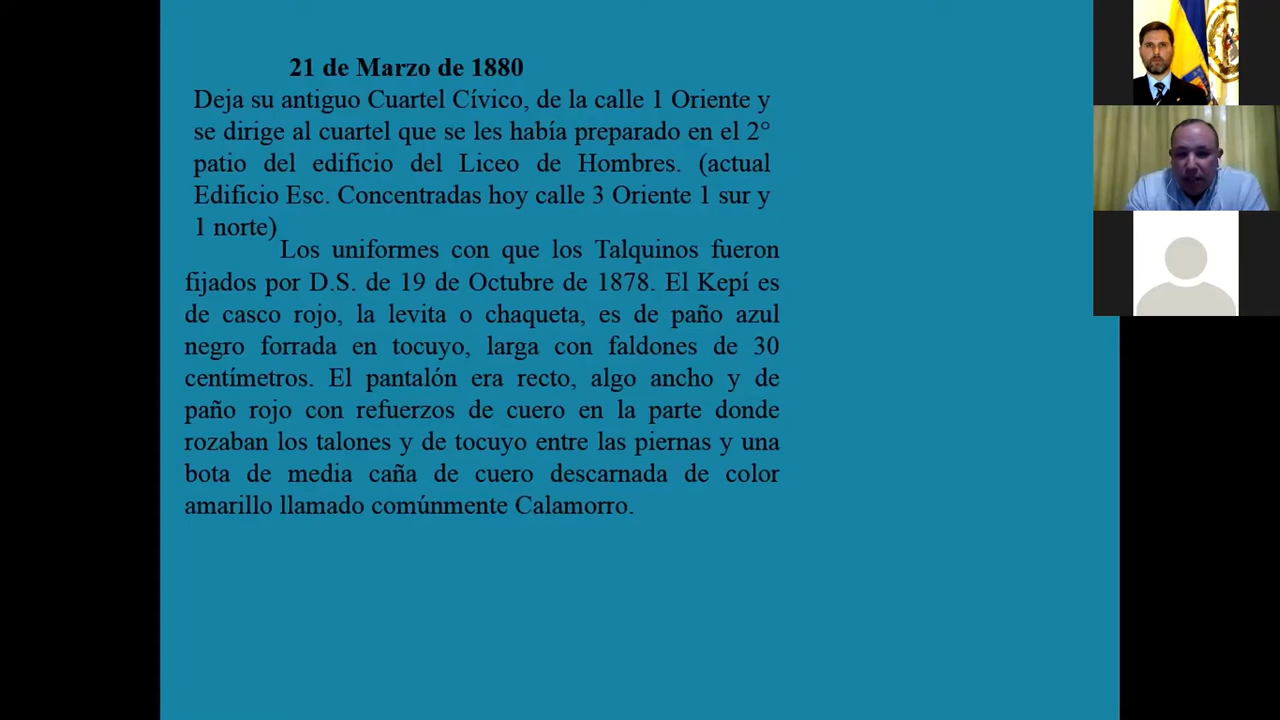 21 de Marzo de 1880
Deja su antiguo Cuartel Cívico, de la calle 1 Oriente y
se dirige al cuartel que se les había preparado en el 2°
patio del edificio del Liceo de Hombres. (actual
Edificio Esc. Concentradas hoy calle 3 Oriente 1 sur y
1 norte)
Los uniformes con que los Talquinos fueron
fijados por D.S. de 19 de Octubre de 1878. El Kepí es
de casco rojo, la levita o chaqueta, es de paño azul
negro forrada en tocuyo, larga con faldones de 30
centímetros. El pantalón era recto, algo ancho y de
paño rojo con refuerzos de cuero en la parte donde
rozaban los talones y de tocuyo entre las piernas y una
bota de media caña de cuero descarnada de color
amarillo llamado comúnmente Calamorro.